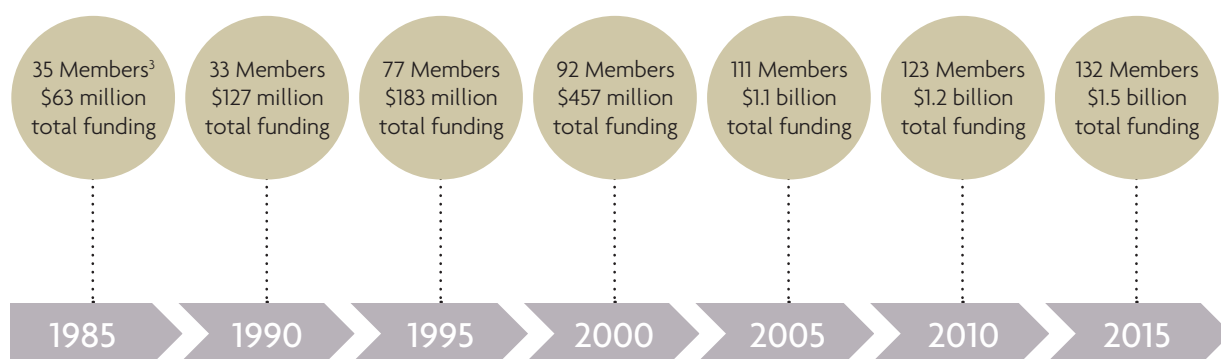 35 Members³
$63 million
total funding
33 Members
$127 million
total funding
77 Members
$183 million
total funding
92 Members
$457 million
total funding
111 Members
$1.1 billion
total funding
123 Members
$1.2 billion
total funding
132 Members
$1.5 billion
total funding
1985
1990
1995
2000
2005
2010
2015